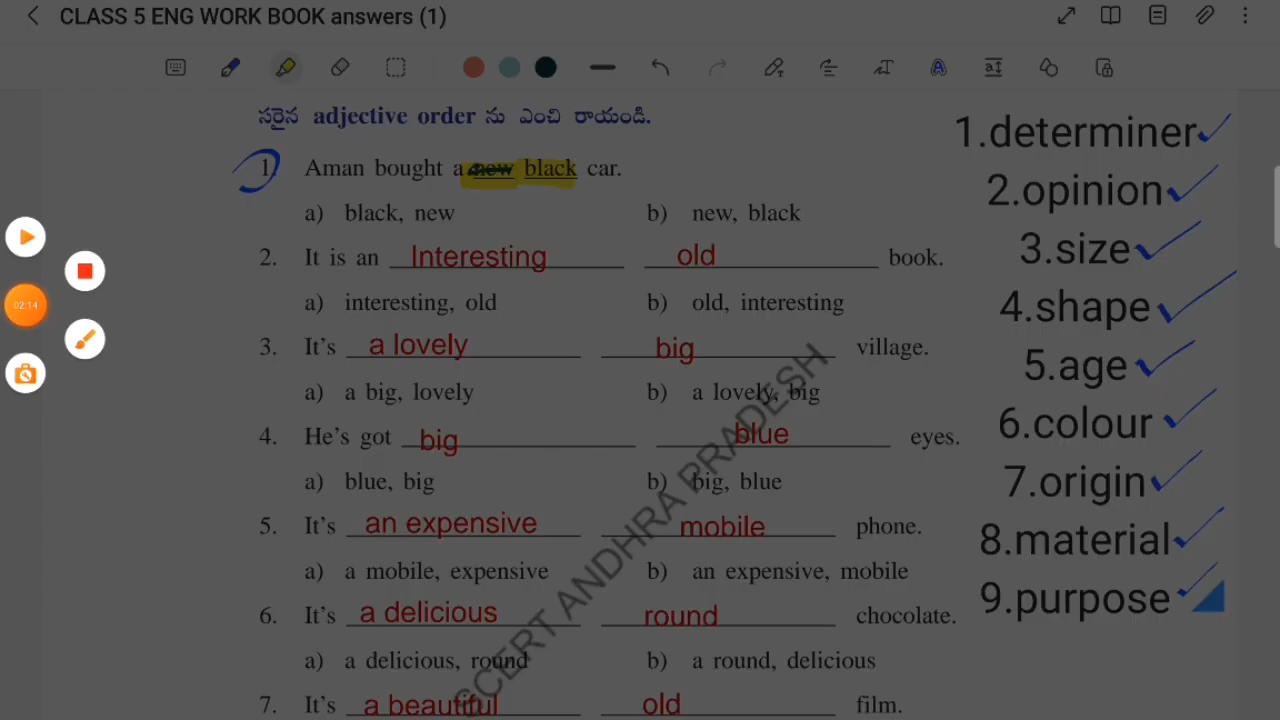 CLASS 5 ENG WORK BOOK answers (1)
సరైన adjective order ను ఎంచి రాయండి.
1. Aman bought a new black car.
a) black, new b) new, black
2. It is an Interesting old book.
a) interesting, old b) old, interesting
3. It's a lovely big village.
a) a big, lovely b) a lovely, big
4. He's got big blue eyes.
a) blue, big b) big, blue
5. It's an expensive mobile phone.
a) a mobile, expensive b) an expensive, mobile
6. It's a delicious round chocolate.
a) a delicious, round b) a round, delicious
7. It's a beautiful old film.
1.determiner
2.opinion
3.size
4.shape
5.age
6.colour
7.origin
8.material
9.purpose
SCERT ANDHRA PRADESH
02:14